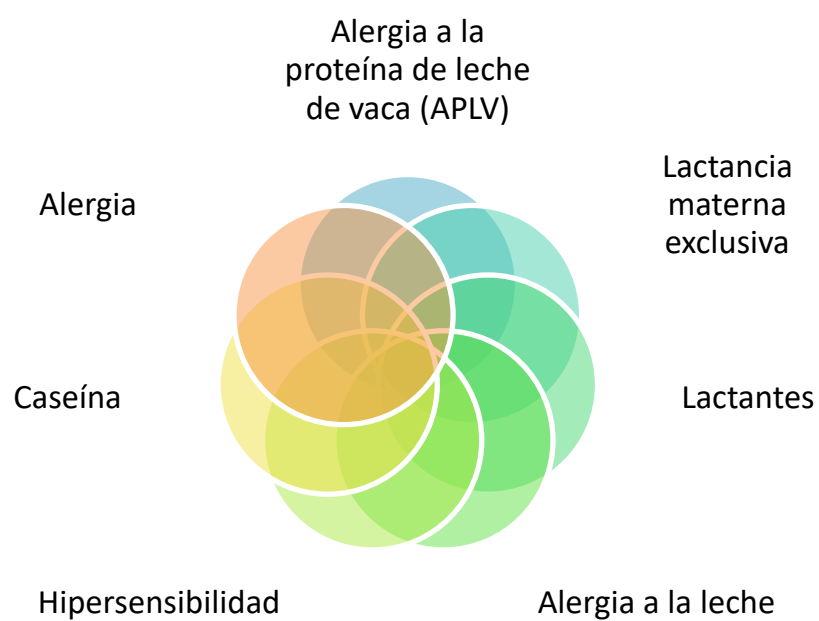 Alergia a la
proteína de leche
de vaca (APLV)
Lactancia
materna
exclusiva
Alergia
Caseína
Lactantes
Hipersensibilidad
Alergia a la leche